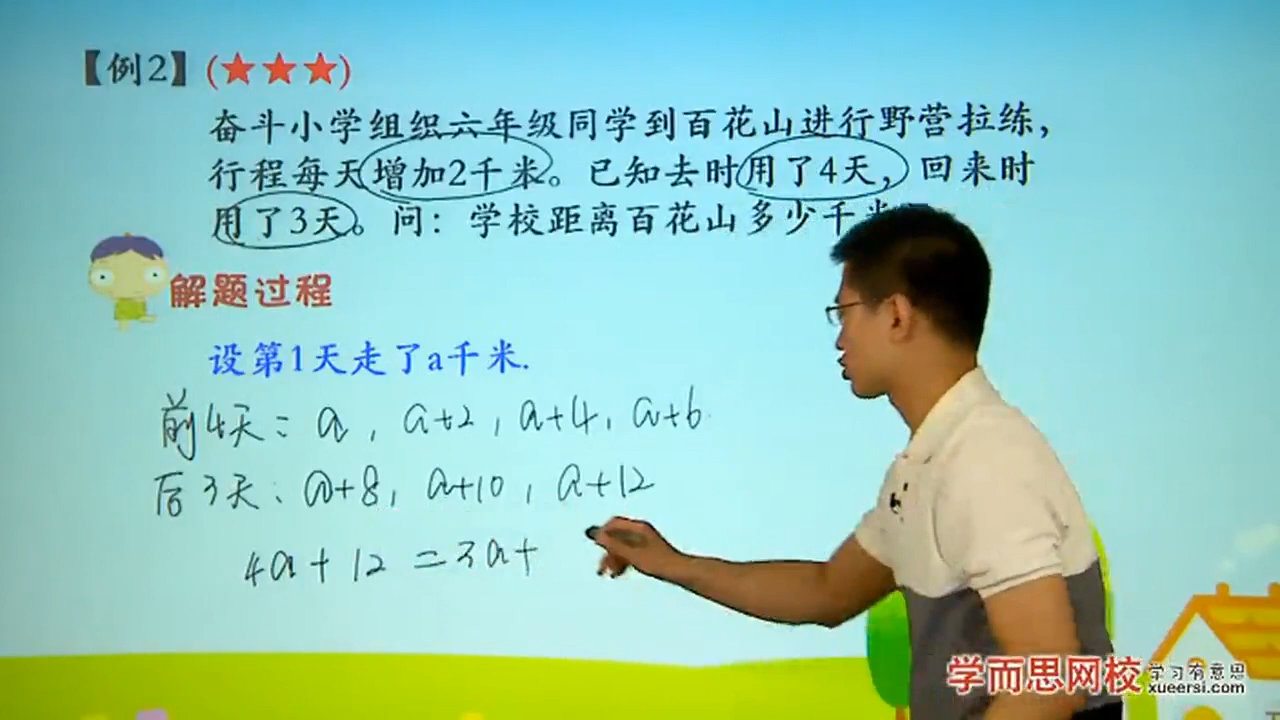 【例2】(★★★)
奋斗小学组织六年级同学到百花山进行野营拉练，
行程每天增加2千米。已知去时用了4天，回来时
用了3天。问：学校距离百花山多少千米
解题过程
设第1天走了a千米.
前4天：a，a+2，a+4，a+6
后3天：a+8，a+10，a+12
4a+12=3a+
学而思网校 学习有意思
xueersi.com